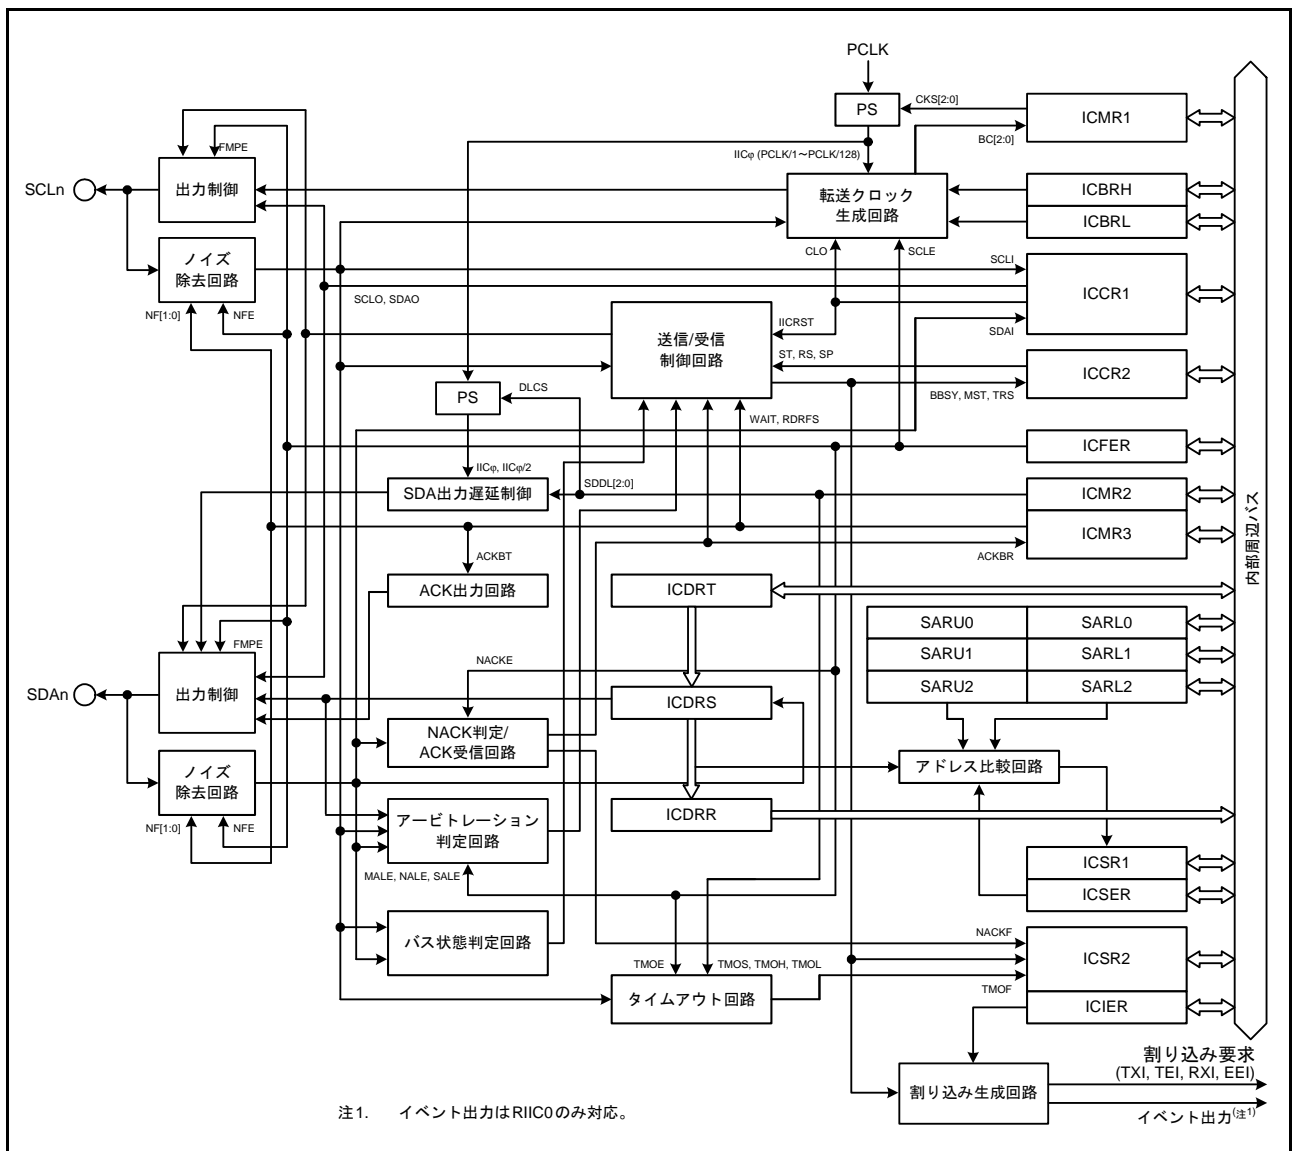 PCLK
PS
CKS[2:0]
ICMR1
BC[2:0]
FMPE
IICφ (PCLK/1～PCLK/128)
SCLn
出力制御
転送クロック
生成回路
ICBRH
ICBRL
ノイズ
除去回路
CLO
SCLE
SCLI
SCLO, SDAO
ICCR1
NF[1:0]
NFE
IICRST
SDAI
送信/受信
制御回路
ST, RS, SP
ICCR2
BBSY, MST, TRS
PS
DLCS
WAIT, RDRFS
ICFER
IICφ, IICφ/2
SDDL[2:0]
SDA出力遅延制御
ICMR2
ICMR3
ACKBT
ACKBR
内部周辺バス
ACK出力回路
ICDRT
SARU0
SARL0
FMPE
SARU1
SARL1
NACKE
SARU2
SARL2
SDAn
出力制御
ICDRS
NACK判定/
ACK受信回路
アドレス比較回路
ノイズ
除去回路
NF[1:0]
NFE
アービトレーション
判定回路
ICDRR
MALE, NALE, SALE
ICSR1
ICSER
バス状態判定回路
NACKF
ICSR2
TMOE
TMOS, TMOH, TMOL
タイムアウト回路
TMOF
ICIER
割り込み要求
(TXI, TEI, RXI, EEI)
割り込み生成回路
イベント出力(注1)
注1. イベント出力はRIIC0のみ対応。